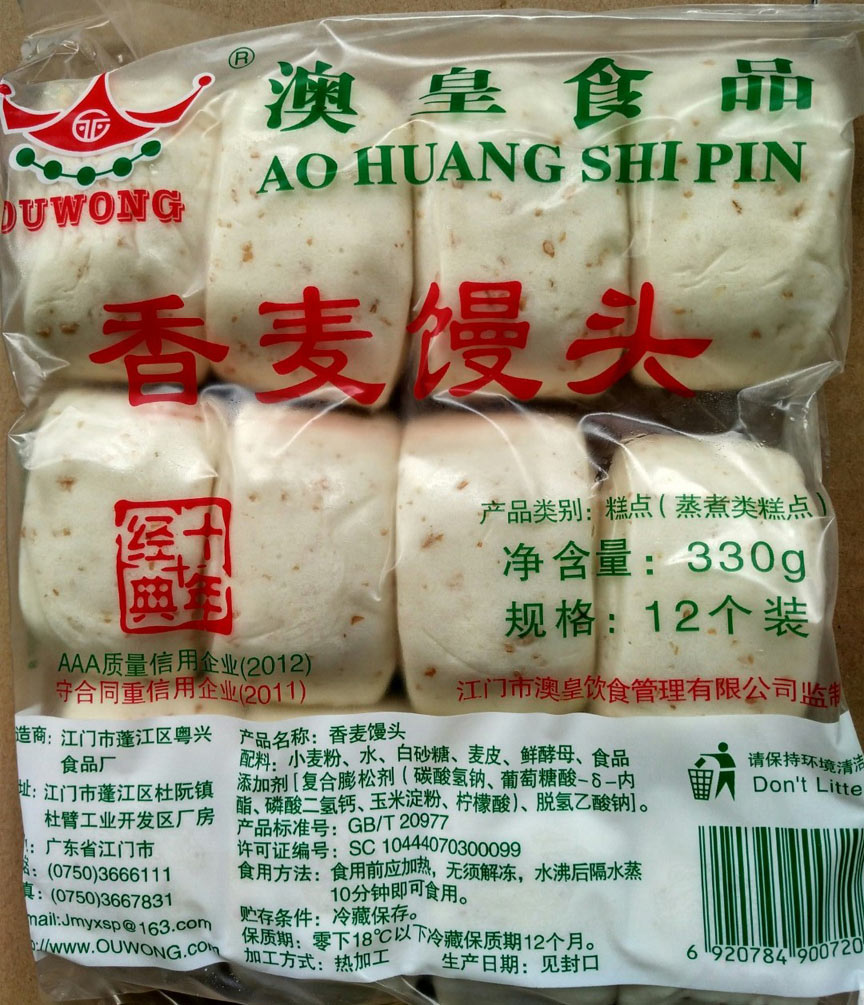 ®
澳皇食品
AO HUANG SHI PIN
OUWONG
香麦馒头
十年
经典
产品类别：糕点（蒸煮类糕点）
净含量：330g
规格：12个装
AAA质量信用企业(2012)
守合同重信用企业(2011)
江门市澳皇饮食管理有限公司监制
造商：江门市蓬江区粤兴
食品厂
址：江门市蓬江区杜阮镇
杜臂工业开发区厂房
：广东省江门市
：(0750)3666111
真：(0750)3667831
mail:Jmyxsp@163.com
://www.OUWONG.com
产品名称：香麦馒头
配料：小麦粉、水、白砂糖、麦皮、鲜酵母、食品
添加剂[复合膨松剂（碳酸氢钠、葡萄糖酸-δ-内
酯、磷酸二氢钙、玉米淀粉、柠檬酸）、脱氢乙酸钠]。
产品标准号：GB/T 20977
许可证编号：SC 10444070300099
食用方法：食用前应加热，无须解冻，水沸后隔水蒸
10分钟即可食用。
贮存条件：冷藏保存。
保质期：零下18℃以下冷藏保质期12个月。
加工方式：热加工 生产日期：见封口
请保持环境清洁
Don't Litte
6 920784 900720